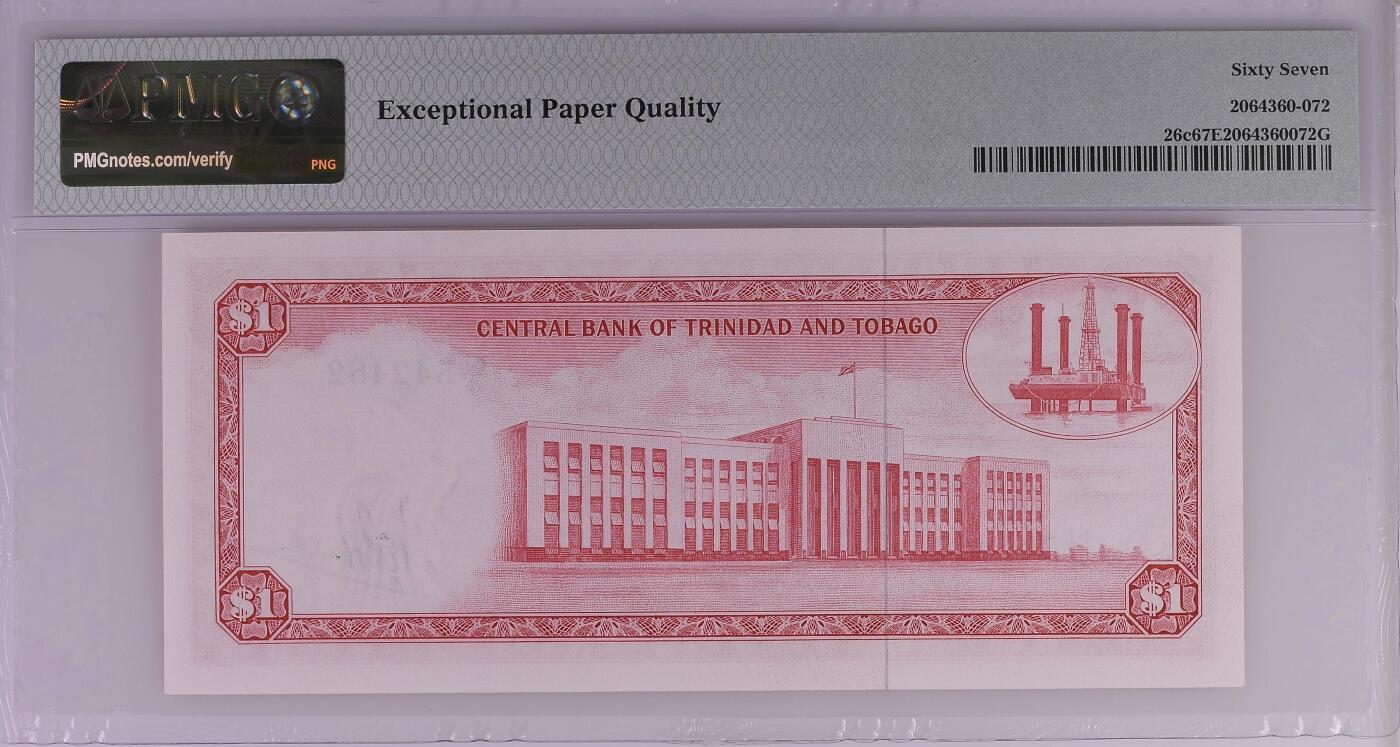 PMG
PMGnotes.com/verify
PNG
Exceptional Paper Quality
Sixty Seven
2064360-072
26c67E2064360072G
$1
CENTRAL BANK OF TRINIDAD AND TOBAGO
$1
$1